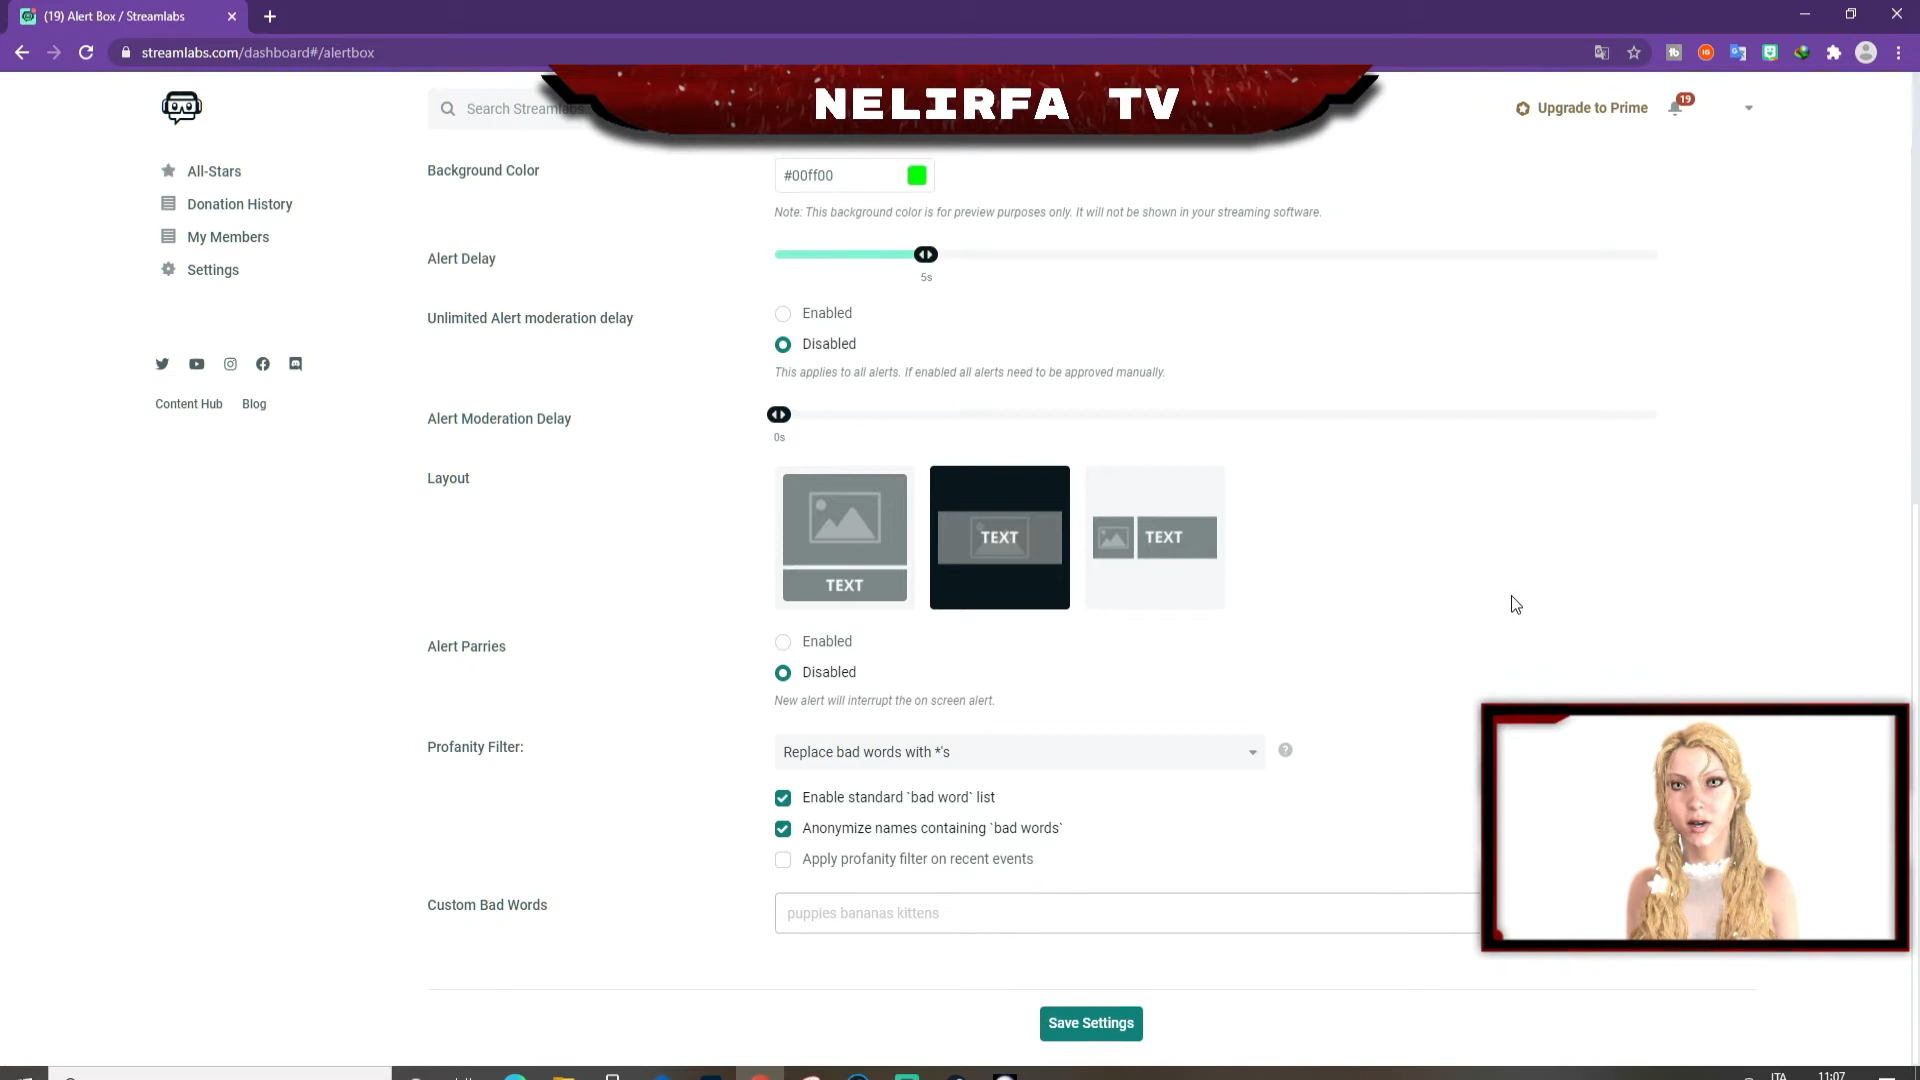 (19) Alert Box / Streamlabs
streamlabs.com/dashboard#/alertbox
NELIRFA TV
Search Streamlabs
Upgrade to Prime
19
All-Stars
Donation History
My Members
Settings
Content Hub
Blog
Background Color
#00ff00
Note: This background color is for preview purposes only. It will not be shown in your streaming software.
Alert Delay
5s
Unlimited Alert moderation delay
Enabled
Disabled
This applies to all alerts. If enabled all alerts need to be approved manually.
Alert Moderation Delay
0s
Layout
TEXT
TEXT
TEXT
Alert Parries
Enabled
Disabled
New alert will interrupt the on screen alert.
Profanity Filter:
Replace bad words with *'s
Enable standard `bad word` list
Anonymize names containing `bad words`
Apply profanity filter on recent events
Custom Bad Words
puppies bananas kittens
Save Settings
ITA
11:07